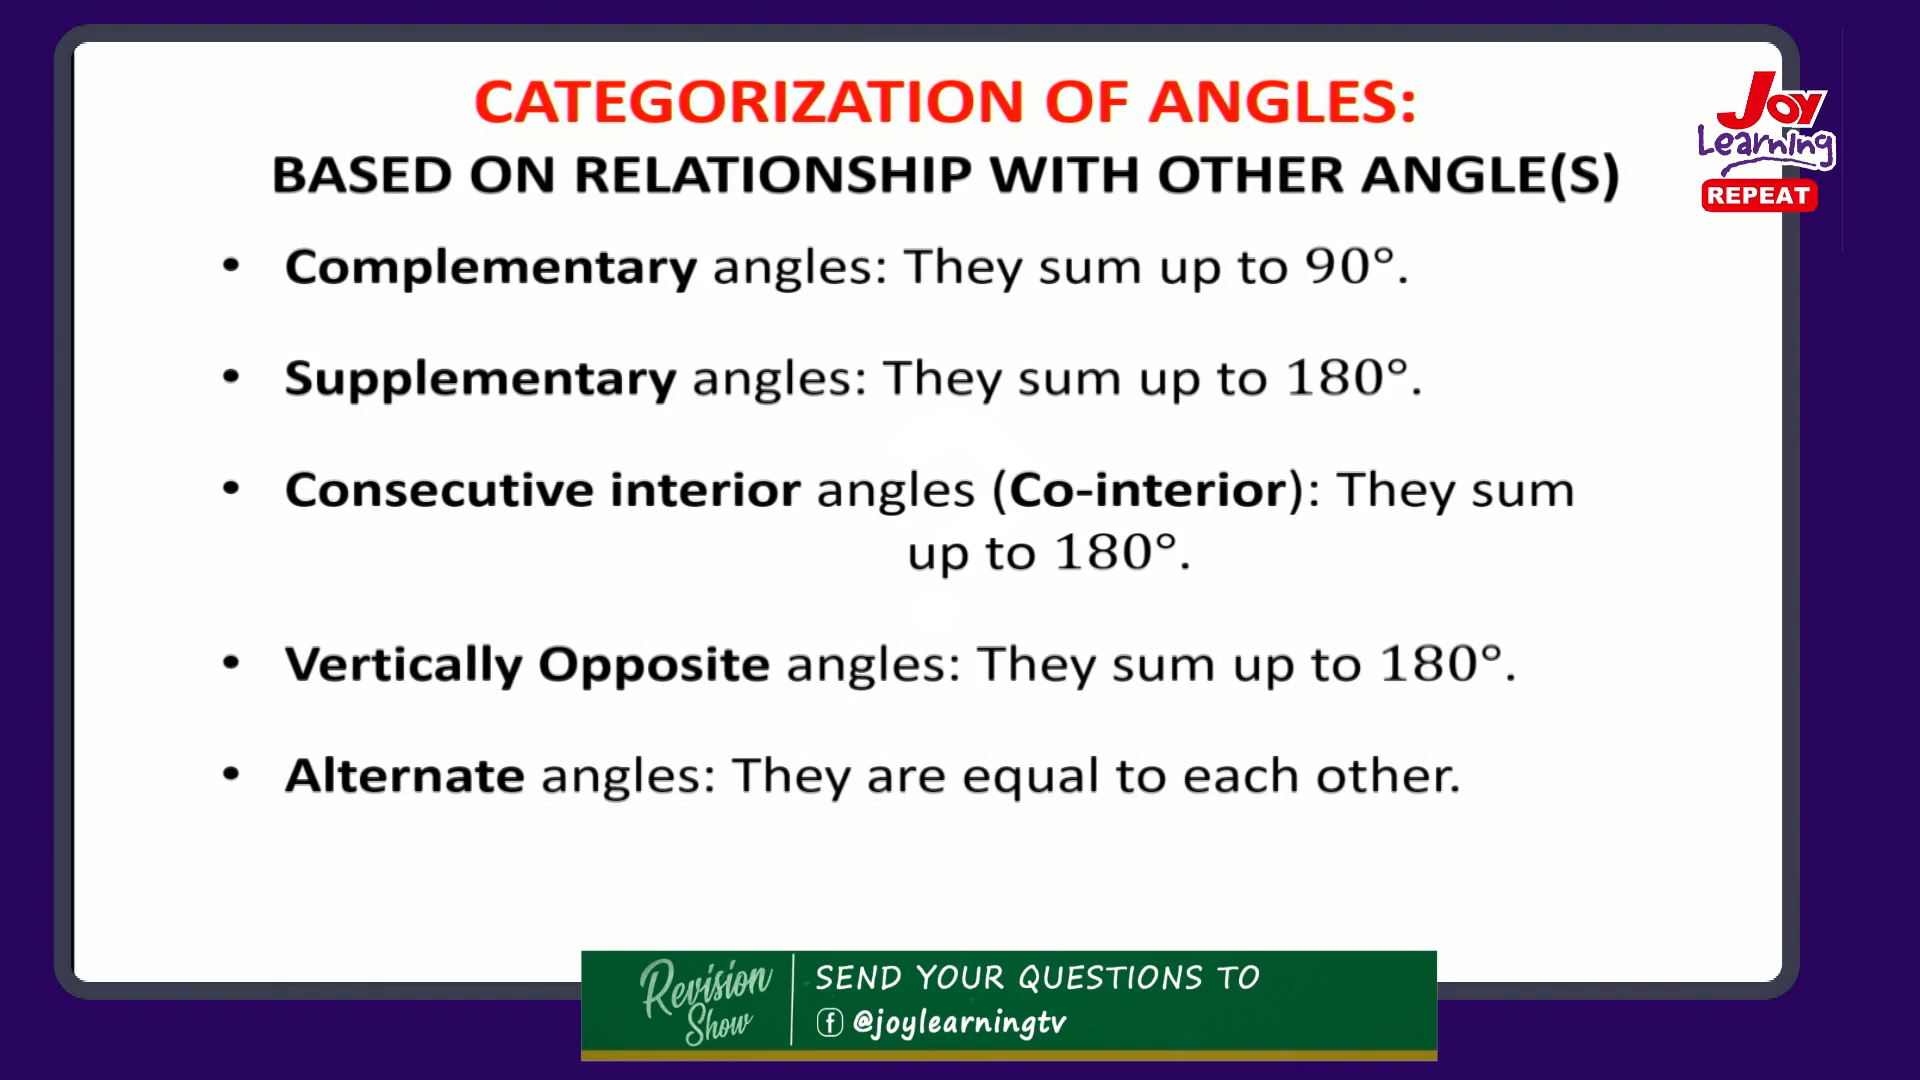 CATEGORIZATION OF ANGLES:
BASED ON RELATIONSHIP WITH OTHER ANGLE(S)
• Complementary angles: They sum up to 90°.
• Supplementary angles: They sum up to 180°.
• Consecutive interior angles (Co-interior): They sum
up to 180°.
• Vertically Opposite angles: They sum up to 180°.
• Alternate angles: They are equal to each other.
Joy
Learning
REPEAT
Revision
Show
SEND YOUR QUESTIONS TO
@joylearningtv